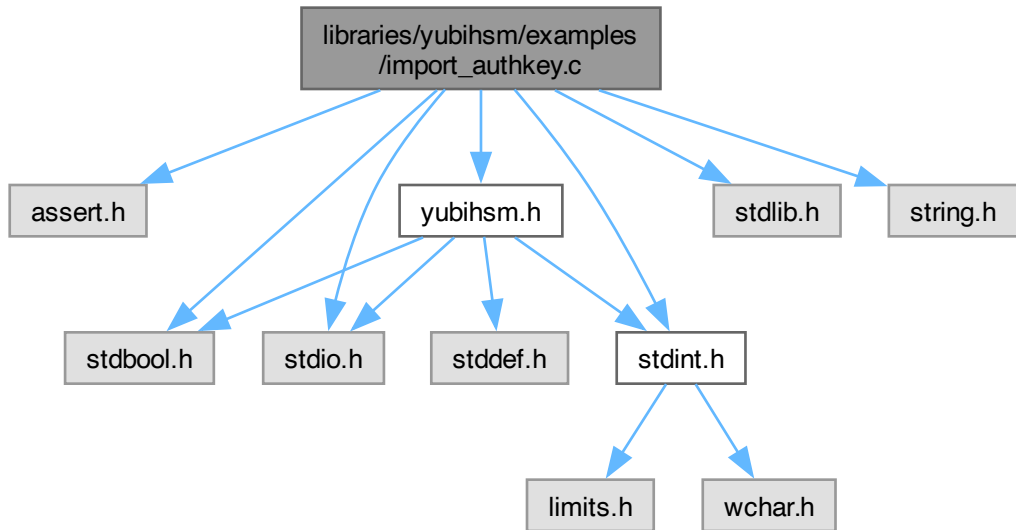 libraries/yubihsm/examples
/import_authkey.c
assert.h
yubihsm.h
stdlib.h
string.h
stdbool.h
stdio.h
stddef.h
stdint.h
limits.h
wchar.h